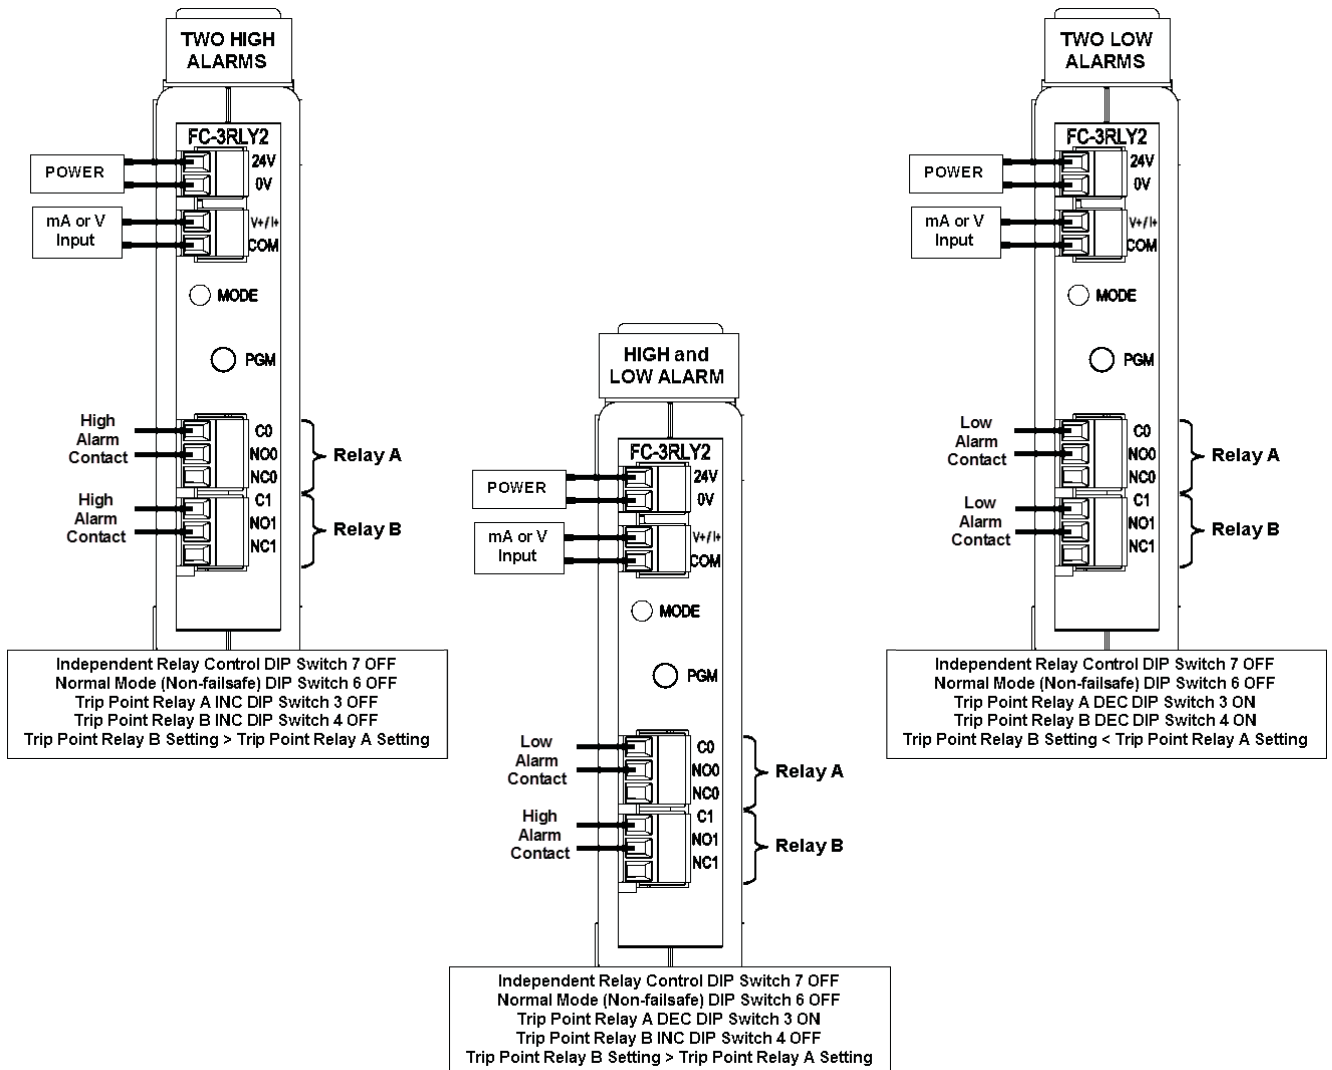 TWO HIGH
ALARMS
FC-3RLY2
POWER
24V
0V
mA or V
Input
V+/I+
COM
MODE
PGM
High
Alarm
Contact
C0
NO0
NC0
Relay A
High
Alarm
Contact
C1
NO1
NC1
Relay B
Independent Relay Control DIP Switch 7 OFF
Normal Mode (Non-failsafe) DIP Switch 6 OFF
Trip Point Relay A INC DIP Switch 3 OFF
Trip Point Relay B INC DIP Switch 4 OFF
Trip Point Relay B Setting > Trip Point Relay A Setting
HIGH and
LOW ALARM
FC-3RLY2
POWER
24V
0V
mA or V
Input
V+/I+
COM
MODE
PGM
Low
Alarm
Contact
C0
NO0
NC0
Relay A
High
Alarm
Contact
C1
NO1
NC1
Relay B
Independent Relay Control DIP Switch 7 OFF
Normal Mode (Non-failsafe) DIP Switch 6 OFF
Trip Point Relay A DEC DIP Switch 3 ON
Trip Point Relay B INC DIP Switch 4 OFF
Trip Point Relay B Setting > Trip Point Relay A Setting
TWO LOW
ALARMS
FC-3RLY2
POWER
24V
0V
mA or V
Input
V+/I+
COM
MODE
PGM
Low
Alarm
Contact
C0
NO0
NC0
Relay A
Low
Alarm
Contact
C1
NO1
NC1
Relay B
Independent Relay Control DIP Switch 7 OFF
Normal Mode (Non-failsafe) DIP Switch 6 OFF
Trip Point Relay A DEC DIP Switch 3 ON
Trip Point Relay B DEC DIP Switch 4 ON
Trip Point Relay B Setting < Trip Point Relay A Setting